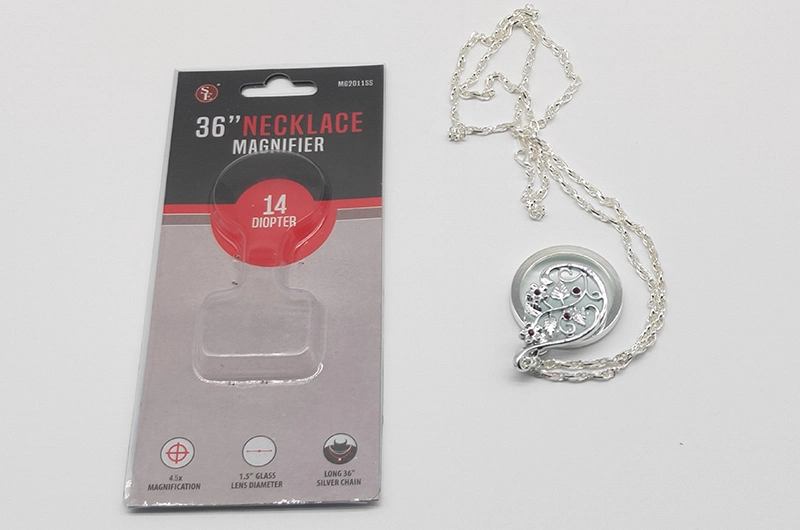 SE
MG2011SS
36” NECKLACE
MAGNIFIER
14
DIOPTER
4.5x
MAGNIFICATION
1.5” GLASS
LENS DIAMETER
LONG 36”
SILVER CHAIN